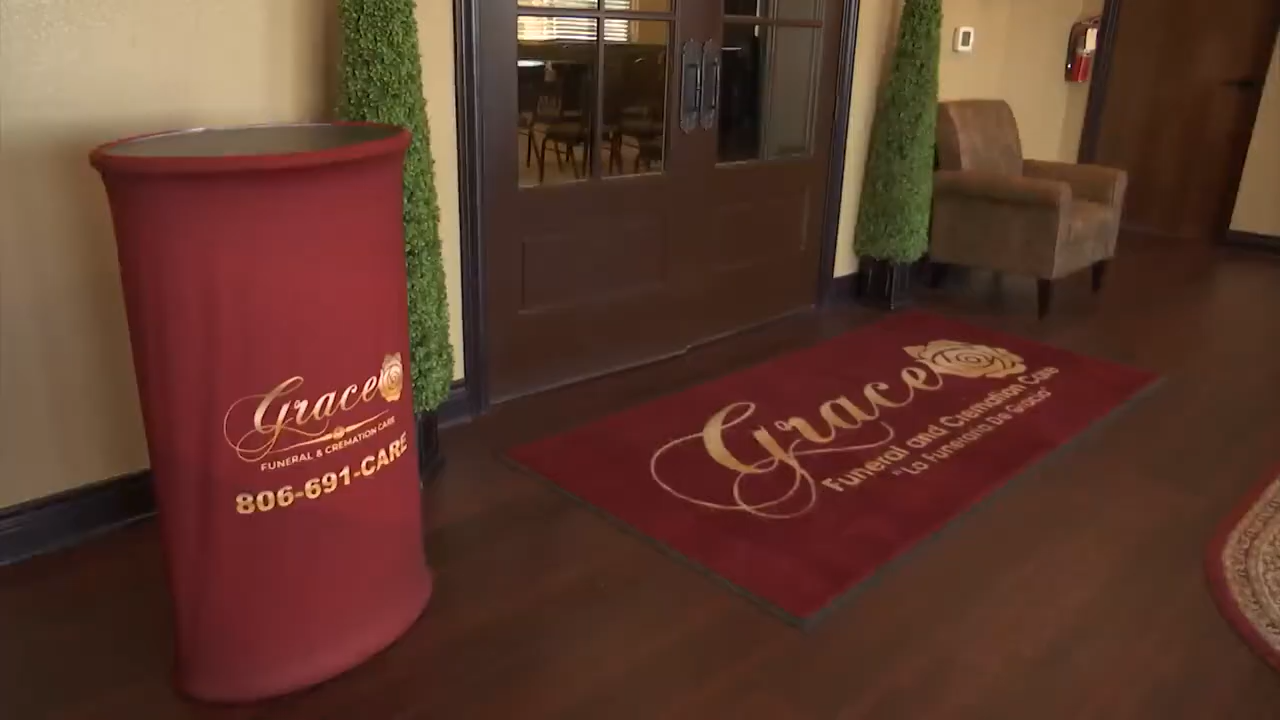 Grace
FUNERAL & CREMATION CARE
806-691-CARE
Grace
Funeral and Cremation Care
"La Funeraria De Gracia"